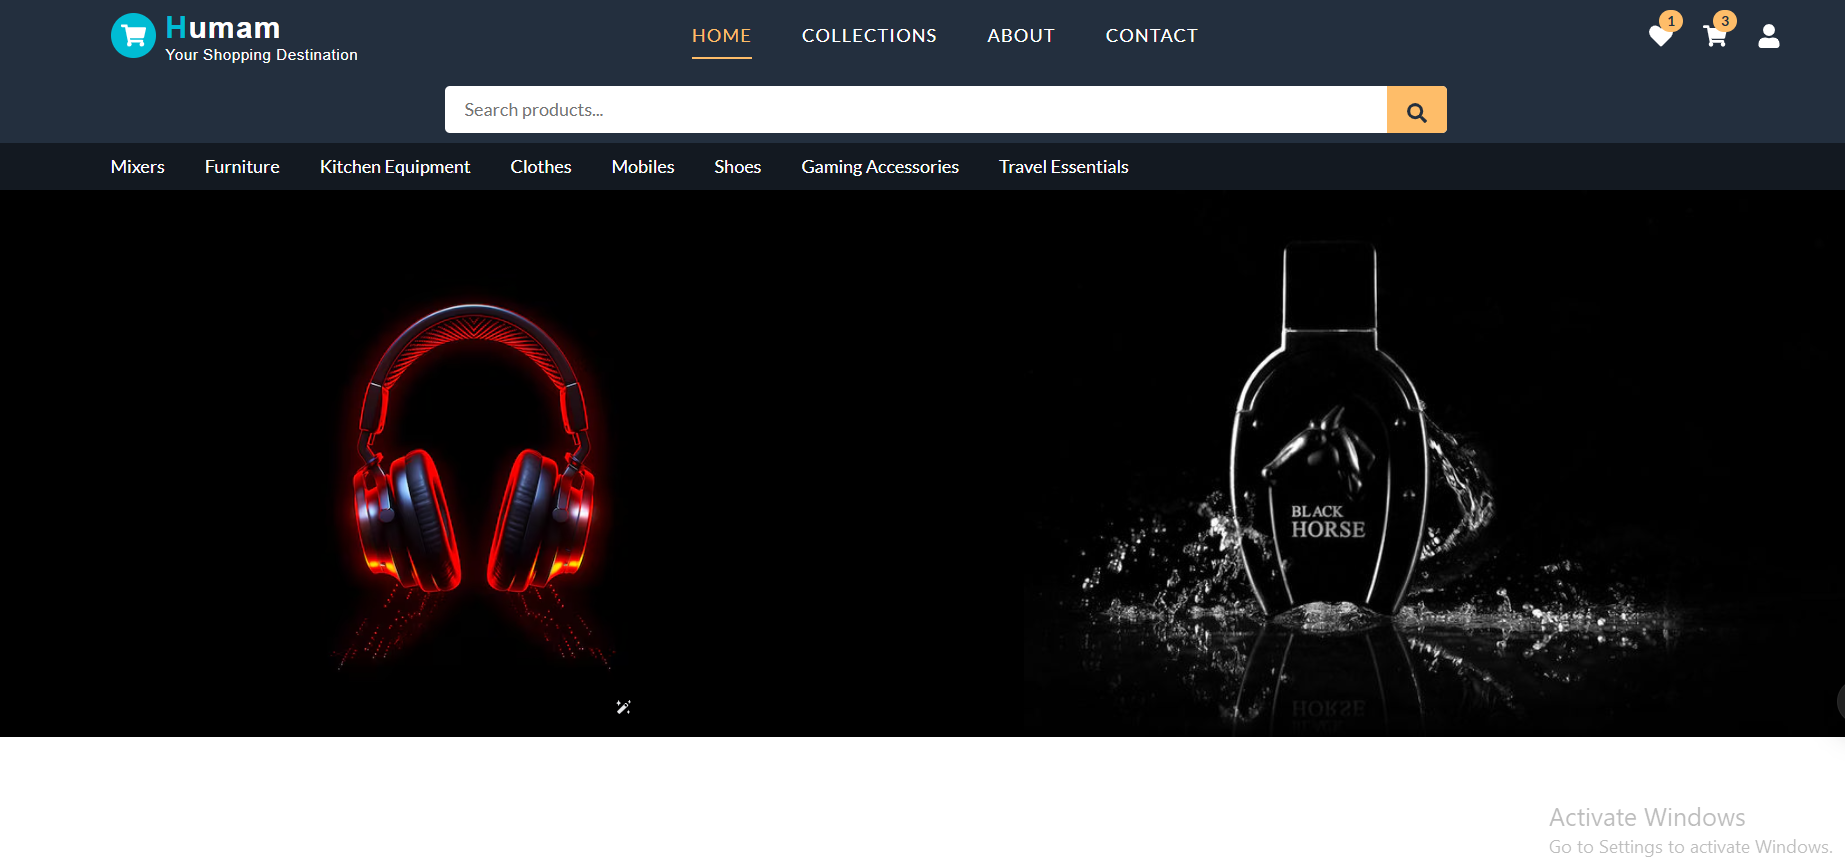 Humam
Your Shopping Destination
HOME COLLECTIONS ABOUT CONTACT
1 3
Search products...
Mixers Furniture Kitchen Equipment Clothes Mobiles Shoes Gaming Accessories Travel Essentials
BLACK
HORSE
HORSE
BLACK
Activate Windows
Go to Settings to activate Windows.